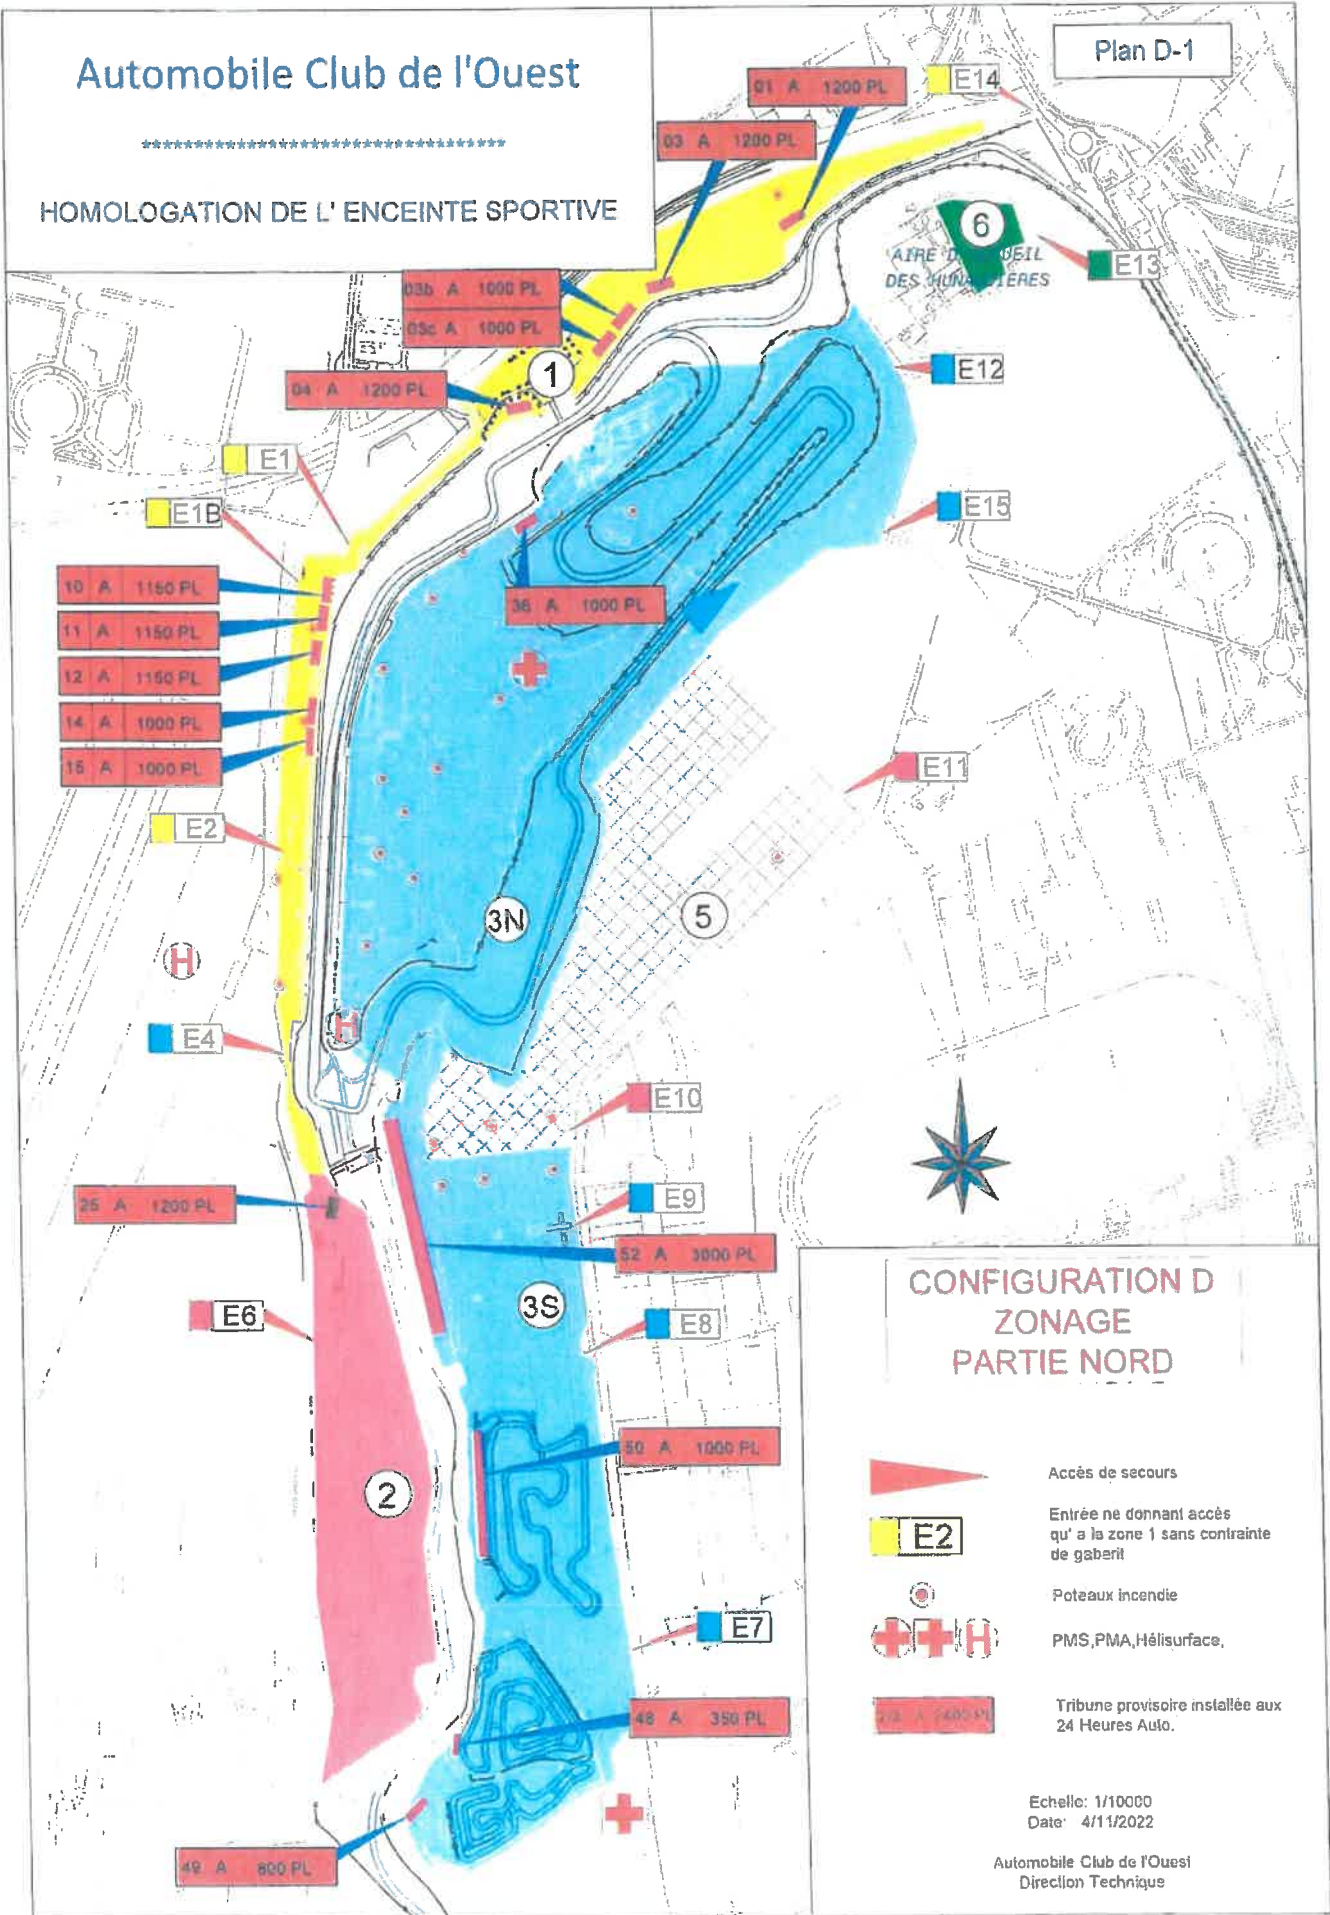 Automobile Club de l'Ouest
***********************************
HOMOLOGATION DE L' ENCEINTE SPORTIVE
Plan D-1
01 A 1200 PL
E14
03 A 1200 PL
6
AIRE D
EIL
DES HUNA
IERES
E13
03b A 1000 PL
03c A 1000 PL
1
E12
04 A 1200 PL
E1
E1B
E15
10 A 1150 PL
36 A 1000 PL
11 A 1150 PL
12 A 1150 PL
14 A 1000 PL
15 A 1000 PL
E11
E2
3N
5
H
H
E4
E10
25 A 1200 PL
E9
52 A 3000 PL
3S
E6
E8
50 A 1000 PL
2
E7
48 A 350 PL
49 A 800 PL
CONFIGURATION D
ZONAGE
PARTIE NORD
Accès de secours
E2
Entrée ne donnant accès
qu' a la zone 1 sans contrainte
de gabarit
Poteaux incendie
H
PMS,PMA,Hélisurface,
Tribune provisoire installée aux
24 Heures Auto.
Echelle: 1/10000
Date: 4/11/2022
Automobile Club de l'Ouest
Direction Technique